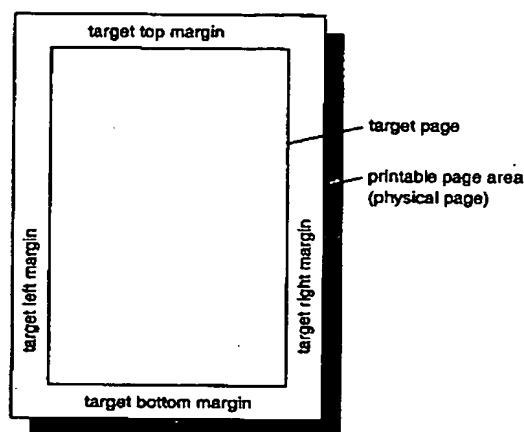 target top margin
target page
printable page area
(physical page)
target left margin
target right margin
target bottom margin